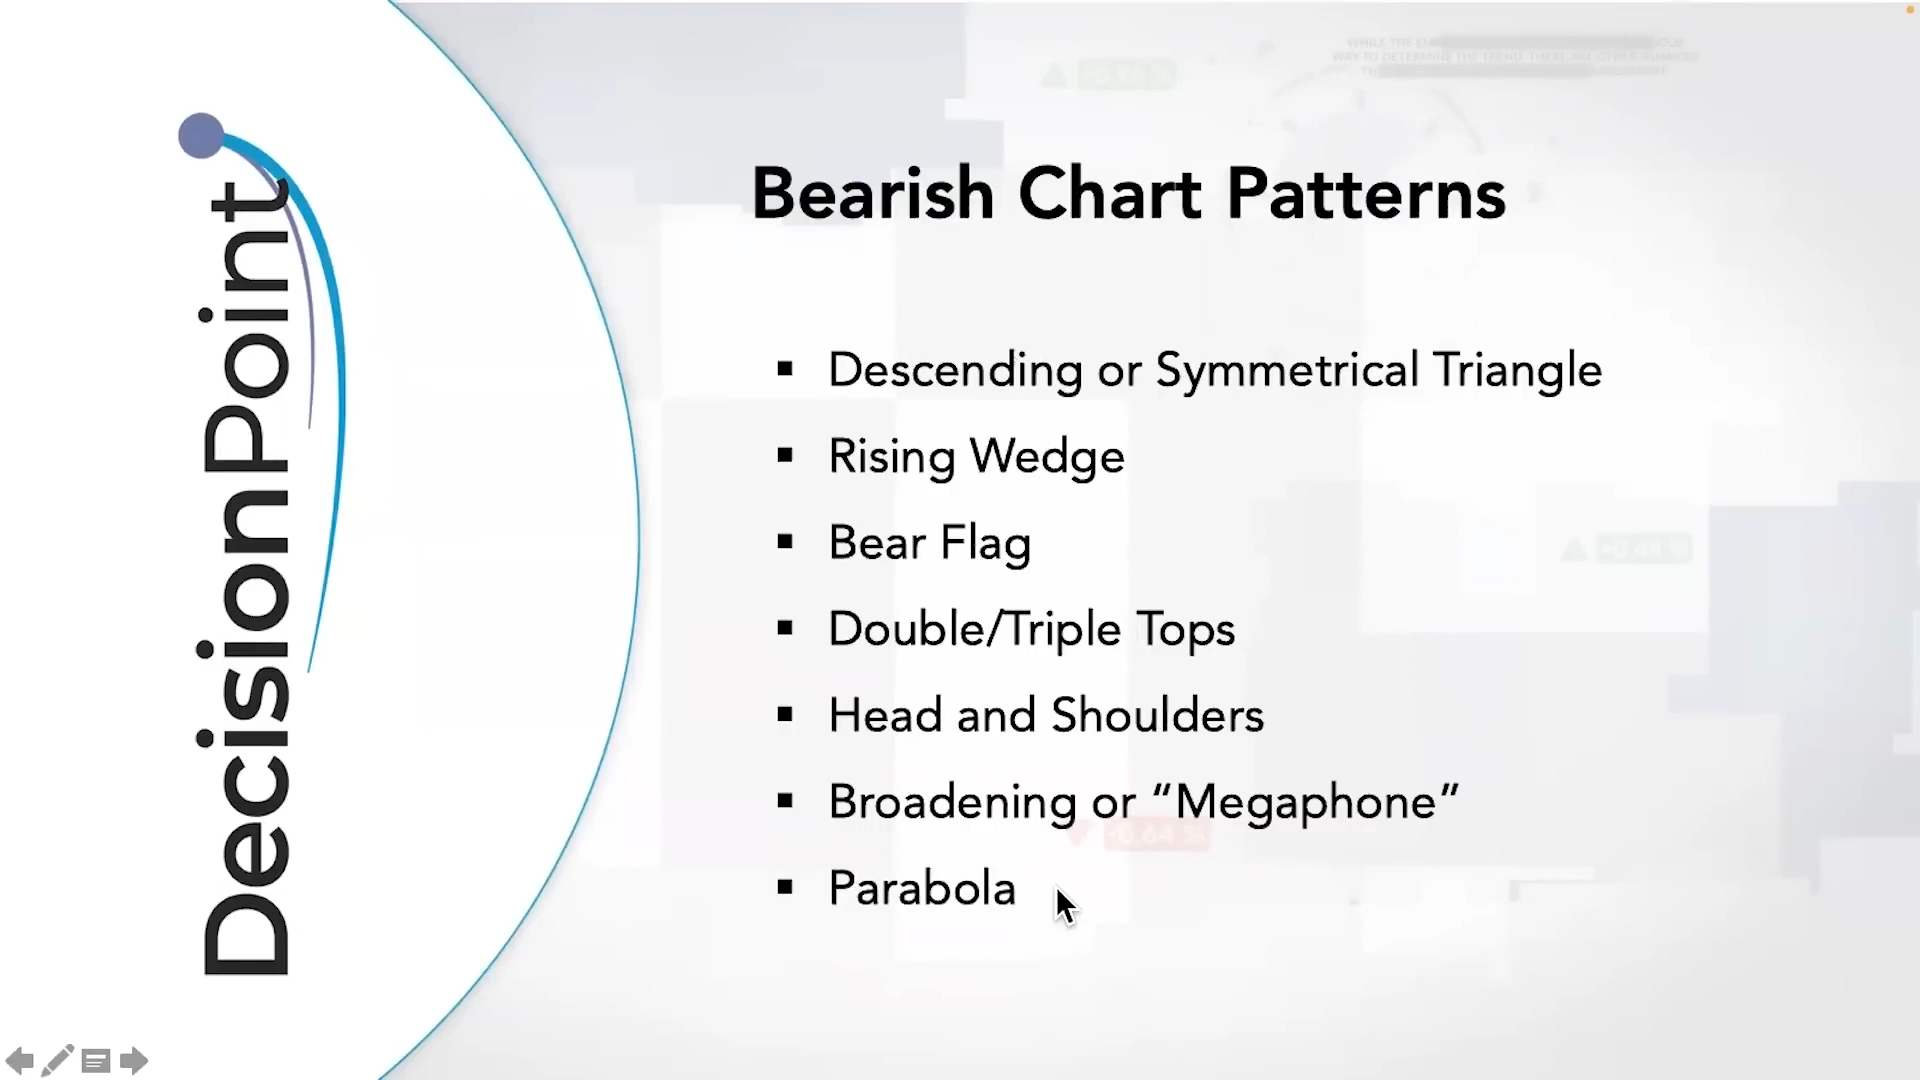 DecisionPoint
Bearish Chart Patterns
▪ Descending or Symmetrical Triangle
▪ Rising Wedge
▪ Bear Flag
▪ Double/Triple Tops
▪ Head and Shoulders
▪ Broadening or “Megaphone”
▪ Parabola